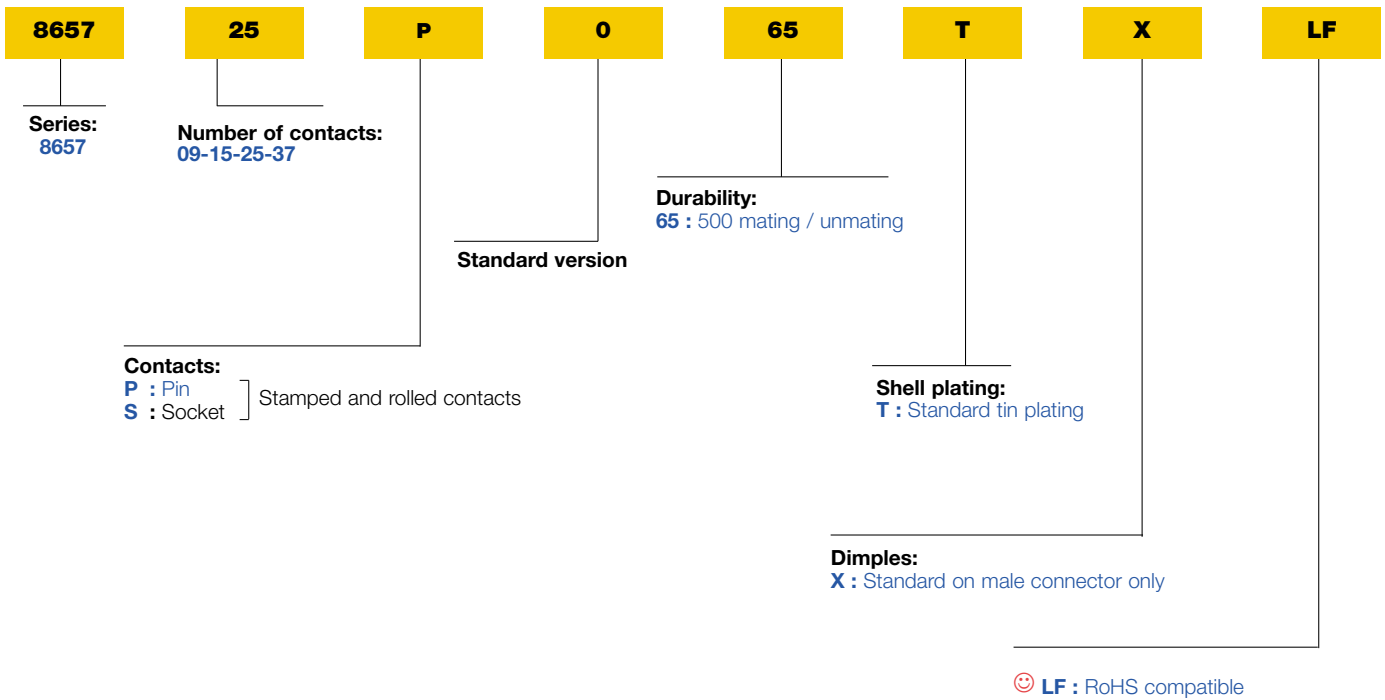 8657 25 P 0 65 T X LF
Series:
8657
Number of contacts:
09-15-25-37
Durability:
65 : 500 mating / unmating
Standard version
Contacts:
P : Pin
S : Socket
Stamped and rolled contacts
Shell plating:
T : Standard tin plating
Dimples:
X : Standard on male connector only
LF : RoHS compatible